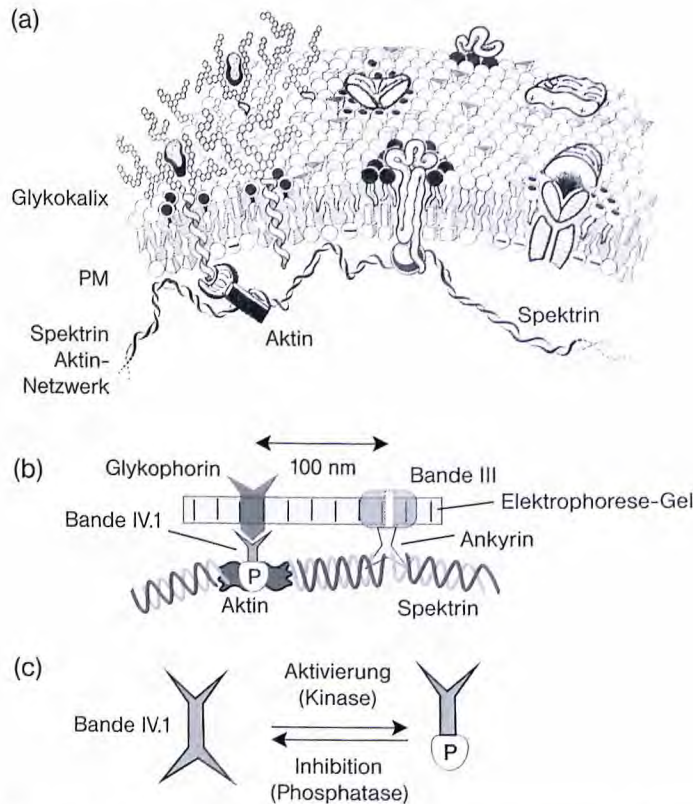 (a)
Glykokalix
PM
Spektrin
Aktin-
Netzwerk
Aktin
Spektrin
(b)
100 nm
Glykophorin
Bande III
Elektrophorese-Gel
Bande IV.1
Ankyrin
P
Aktin
Spektrin
(c)
Aktivierung
(Kinase)
Bande IV.1
P
Inhibition
(Phosphatase)